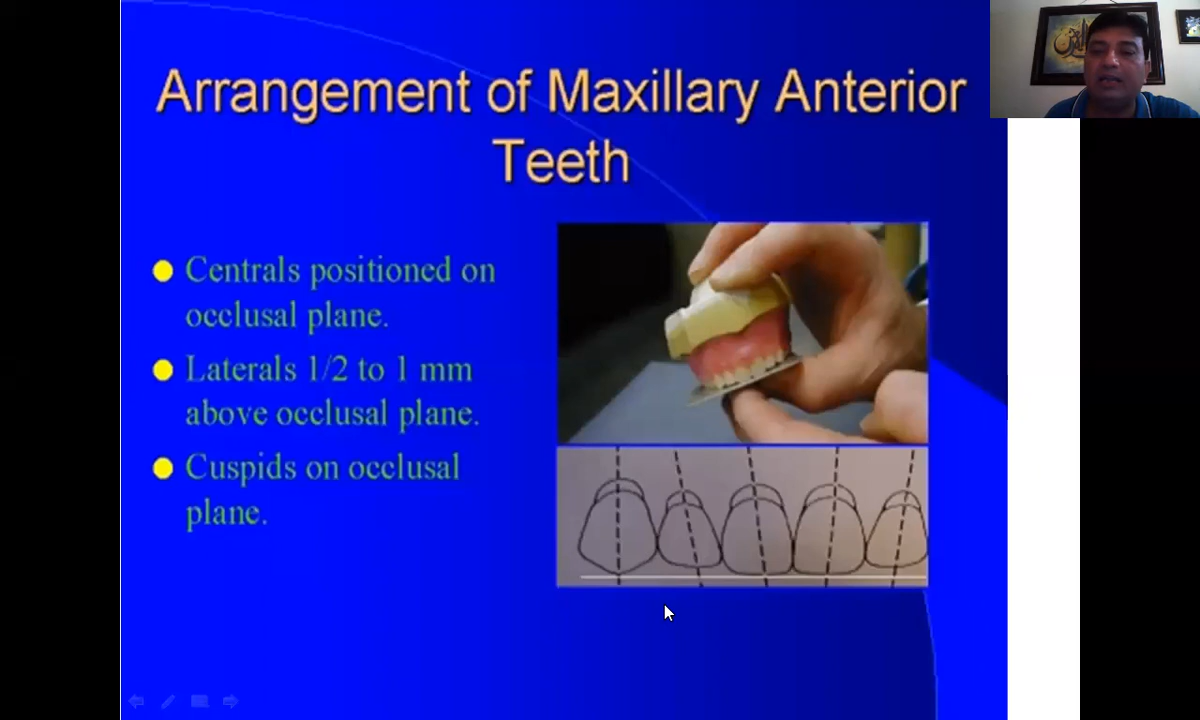 Arrangement of Maxillary Anterior
Teeth
Centrals positioned on
occlusal plane.
Laterals 1/2 to 1 mm
above occlusal plane.
Cuspids on occlusal
plane.